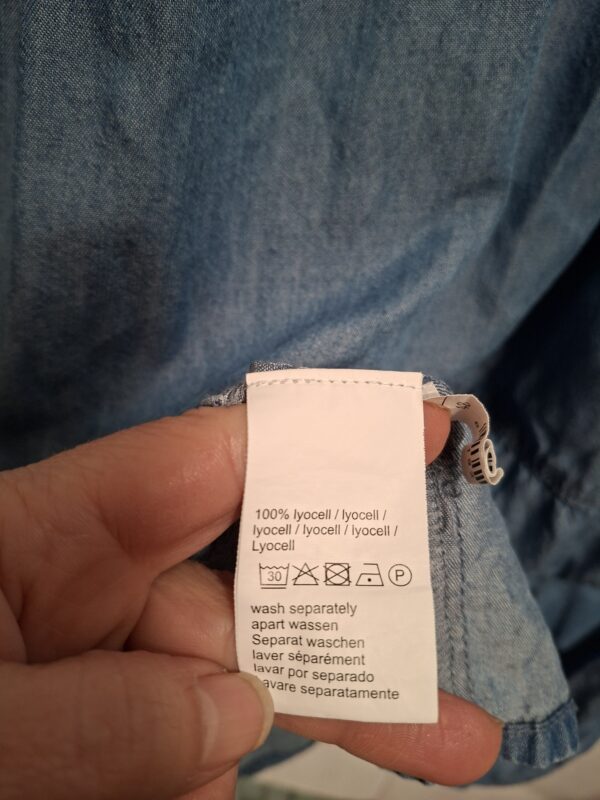 100% lyocell / lyocell /
lyocell / lyocell / lyocell /
Lyocell
30 P
wash separately
apart wassen
Separat waschen
laver séparément
lavar por separado
lavare separatamente